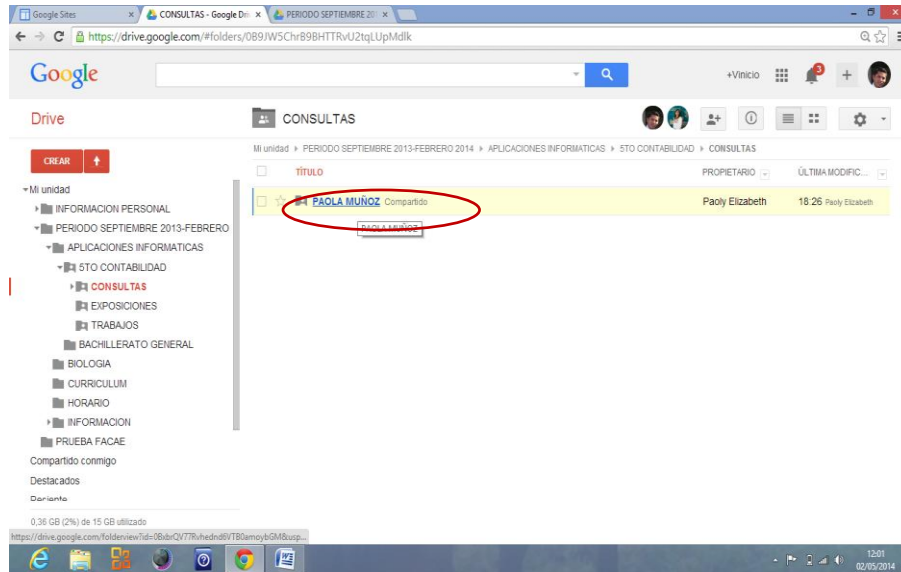 Google Sites
CONSULTAS - Google Dri
PERIODO SEPTIEMBRE 20
https://drive.google.com/#folders/0B9JW5ChrB9BHTTRvU2tqLUpMdlk
Google
+Vinicio
3
Drive
CONSULTAS
Mi unidad PERIODO SEPTIEMBRE 2013-FEBRERO 2014 APLICACIONES INFORMATICAS 5TO CONTABILIDAD CONSULTAS
CREAR
TÍTULO PROPIETARIO ÚLTIMA MODIFIC...
Mi unidad
PAOLA MUÑOZ Compartido Paoly Elizabeth 18:26 Paoly Elizabeth
PAOLA MUÑOZ
INFORMACION PERSONAL
PERIODO SEPTIEMBRE 2013-FEBRERO
APLICACIONES INFORMATICAS
5TO CONTABILIDAD
CONSULTAS
EXPOSICIONES
TRABAJOS
BACHILLERATO GENERAL
BIOLOGIA
CURRICULUM
HORARIO
INFORMACION
PRUEBA FACAE
Compartido conmigo
Destacados
Reciente
0,36 GB (2%) de 15 GB utilizado
12:01
02/05/2014